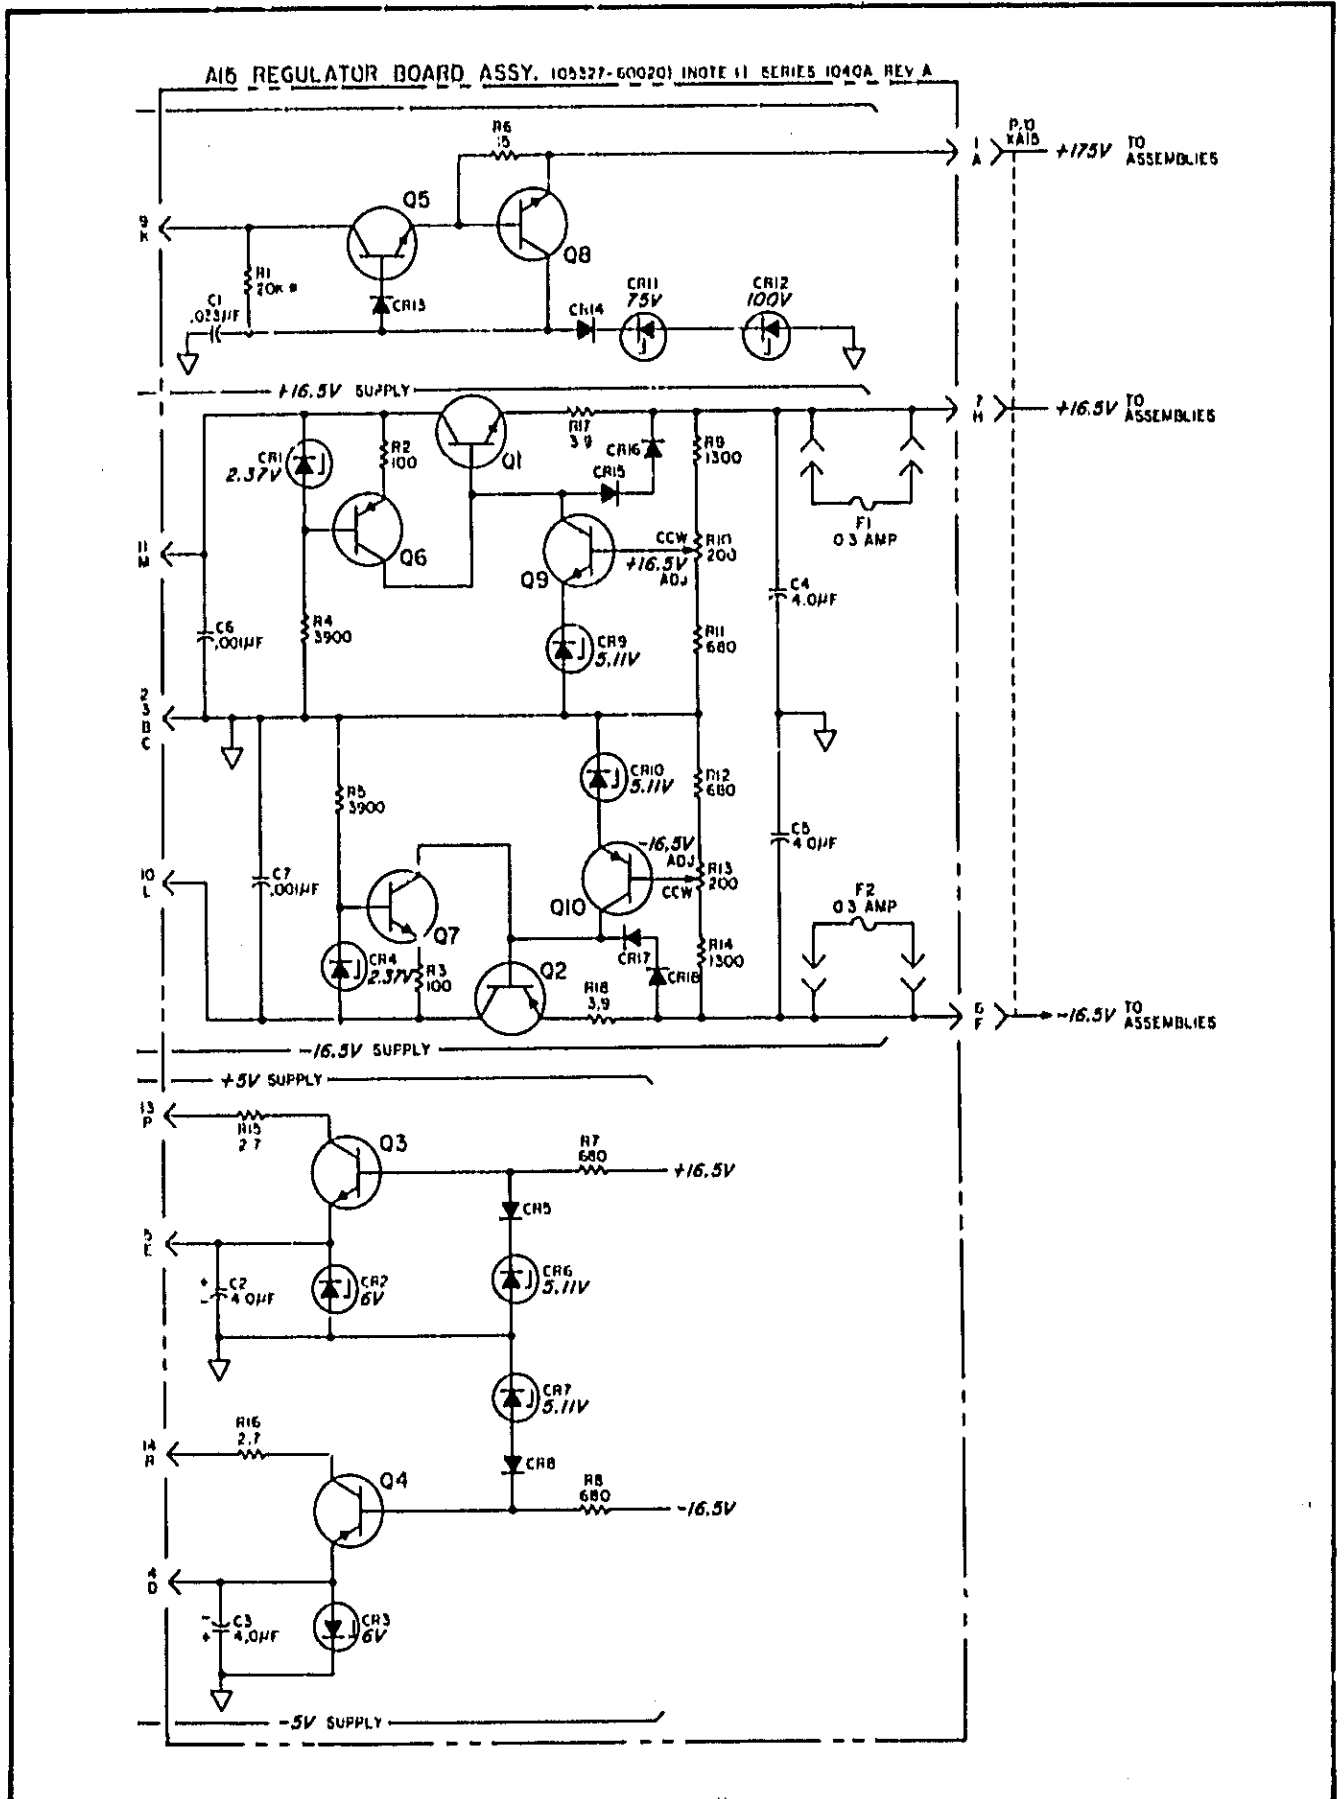 A15 REGULATOR BOARD ASSY. (05327-60020) (NOTE 1) SERIES 1040A REV A
R6
15
1
A
P/O
XA15
+175V TO
ASSEMBLIES
Q5
Q8
9
K
R1
20K *
C1
.023µF
CR13
CR14
CR11
75V
CR12
100V
+16.5V SUPPLY
7
H
+16.5V TO
ASSEMBLIES
CR1
2.37V
R2
100
Q1
R17
3.9
CR16
CR15
R9
1300
F1
0.3 AMP
11
M
Q6
Q9
CCW
+16.5V
ADJ
R10
200
C4
4.0µF
C6
.001µF
R4
3900
CR9
5.11V
R11
680
2
3
B
C
R5
3900
CR10
5.11V
R12
680
C5
4.0µF
10
L
C7
.001µF
-16.5V
ADJ
CCW
R13
200
Q10
F2
0.3 AMP
Q7
CR4
2.37V
R3
100
Q2
CR17
CR18
R14
1300
R18
3.9
6
F
-16.5V TO
ASSEMBLIES
-16.5V SUPPLY
+5V SUPPLY
13
P
R15
2.7
Q3
R7
680
+16.5V
CR5
5
E
C2
4.0µF
+
-
CR2
6V
CR6
5.11V
CR7
5.11V
14
R
R16
2.7
Q4
CR8
R8
680
-16.5V
4
D
C3
4.0µF
-
+
CR3
6V
-5V SUPPLY